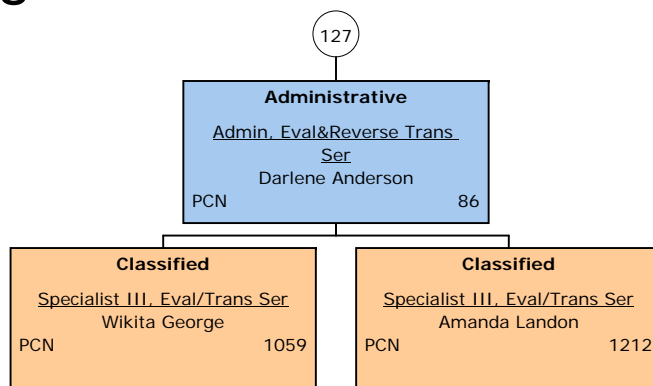 127
Administrative
Admin, Eval&Reverse Trans
Ser
Darlene Anderson
PCN 86
Classified
Specialist III, Eval/Trans Ser
Wikita George
PCN 1059
Classified
Specialist III, Eval/Trans Ser
Amanda Landon
PCN 1212